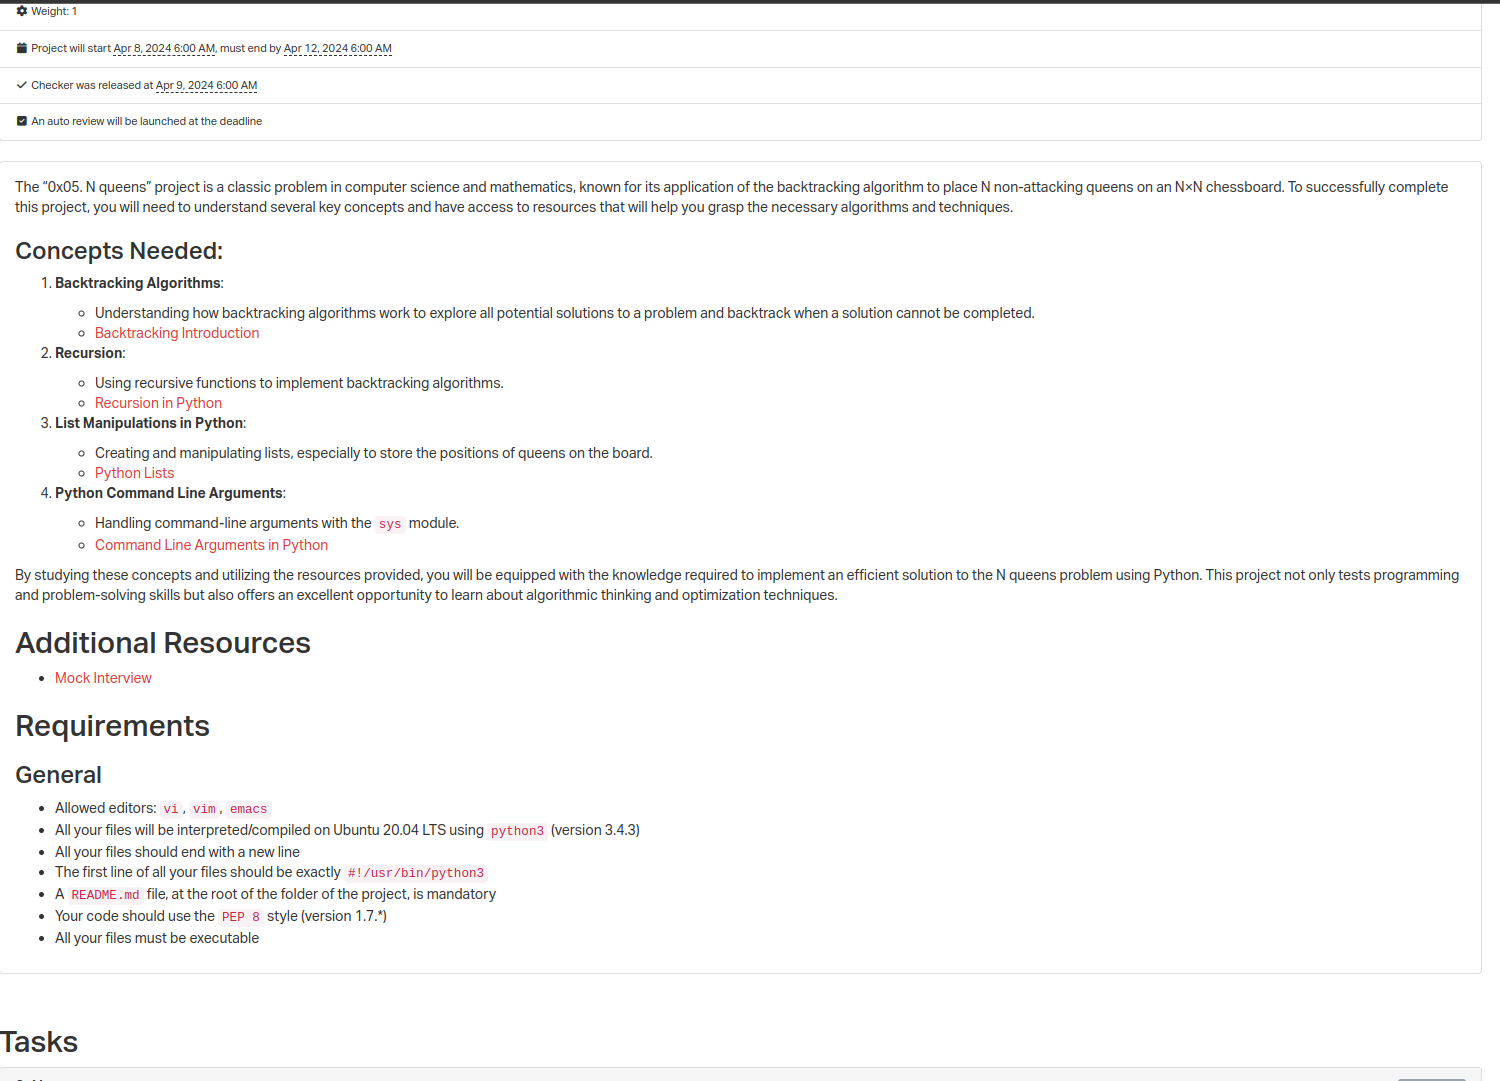 Weight: 1
Project will start Apr 8, 2024 6:00 AM, must end by Apr 12, 2024 6:00 AM
Checker was released at Apr 9, 2024 6:00 AM
An auto review will be launched at the deadline
The “0x05. N queens” project is a classic problem in computer science and mathematics, known for its application of the backtracking algorithm to place N non-attacking queens on an N×N chessboard. To successfully complete
this project, you will need to understand several key concepts and have access to resources that will help you grasp the necessary algorithms and techniques.
Concepts Needed:
1. Backtracking Algorithms:
Understanding how backtracking algorithms work to explore all potential solutions to a problem and backtrack when a solution cannot be completed.
Backtracking Introduction
2. Recursion:
Using recursive functions to implement backtracking algorithms.
Recursion in Python
3. List Manipulations in Python:
Creating and manipulating lists, especially to store the positions of queens on the board.
Python Lists
4. Python Command Line Arguments:
Handling command-line arguments with the sys module.
Command Line Arguments in Python
By studying these concepts and utilizing the resources provided, you will be equipped with the knowledge required to implement an efficient solution to the N queens problem using Python. This project not only tests programming
and problem-solving skills but also offers an excellent opportunity to learn about algorithmic thinking and optimization techniques.
Additional Resources
Mock Interview
Requirements
General
Allowed editors: vi, vim, emacs
All your files will be interpreted/compiled on Ubuntu 20.04 LTS using python3 (version 3.4.3)
All your files should end with a new line
The first line of all your files should be exactly #!/usr/bin/python3
A README.md file, at the root of the folder of the project, is mandatory
Your code should use the PEP 8 style (version 1.7.*)
All your files must be executable
Tasks